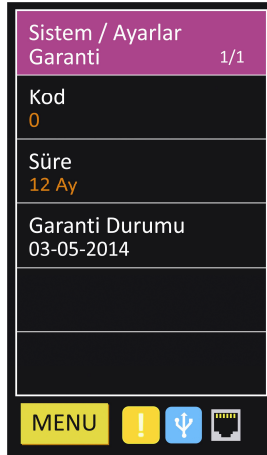 Sistem / Ayarlar
Garanti 1/1
Kod
0
Süre
12 Ay
Garanti Durumu
03-05-2014
MENU !